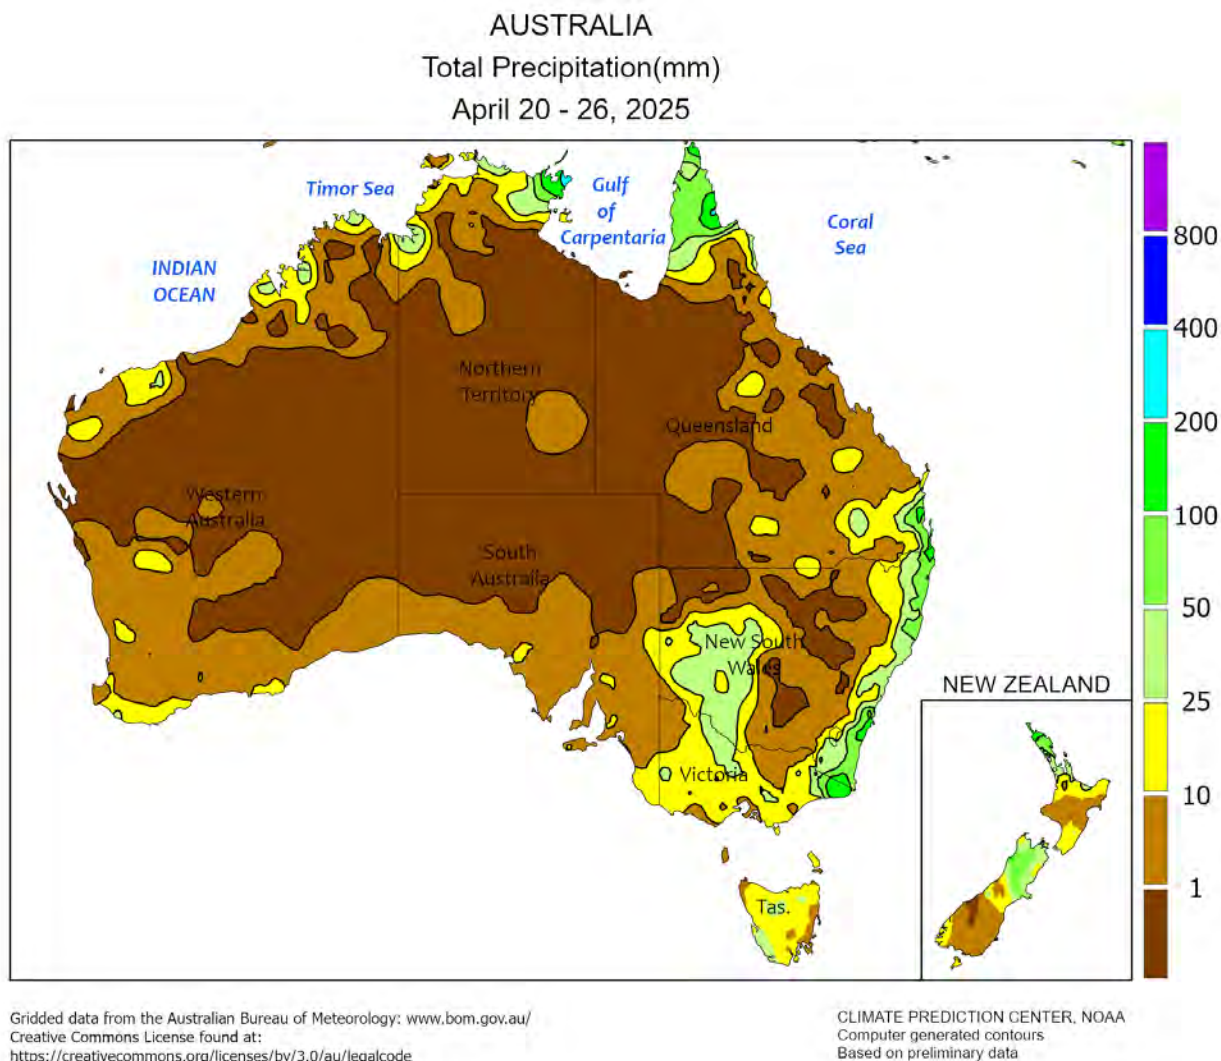 AUSTRALIA
Total Precipitation(mm)
April 20 - 26, 2025
Timor Sea
Gulf
of
Carpentaria
Coral
Sea
INDIAN
OCEAN
Northern
Territory
Queensland
Western
Australia
South
Australia
New South
Wales
Victoria
Tas.
NEW ZEALAND
800
400
200
100
50
25
10
1
Gridded data from the Australian Bureau of Meteorology: www.bom.gov.au/
Creative Commons License found at:
https://creativecommons.org/licenses/by/3.0/au/legalcode
CLIMATE PREDICTION CENTER, NOAA
Computer generated contours
Based on preliminary data